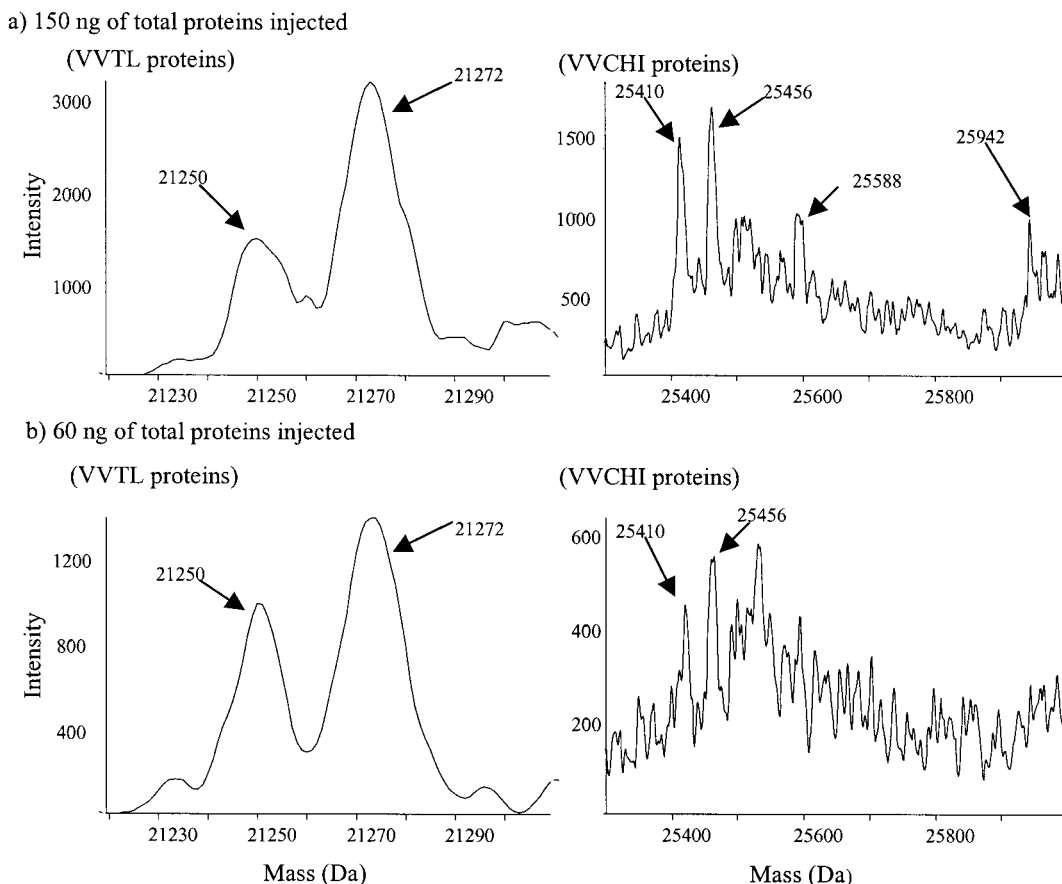 a) 150 ng of total proteins injected
(VVTL proteins)
21272
3000
21250
2000
Intensity
1000
21230 21250 21270 21290
(VVCHI proteins)
25410 25456
1500
25942
25588
1000
500
25400 25600 25800
b) 60 ng of total proteins injected
(VVTL proteins)
21272
1200
21250
800
Intensity
400
21230 21250 21270 21290
Mass (Da)
(VVCHI proteins)
25456
600
25410
400
200
25400 25600 25800
Mass (Da)